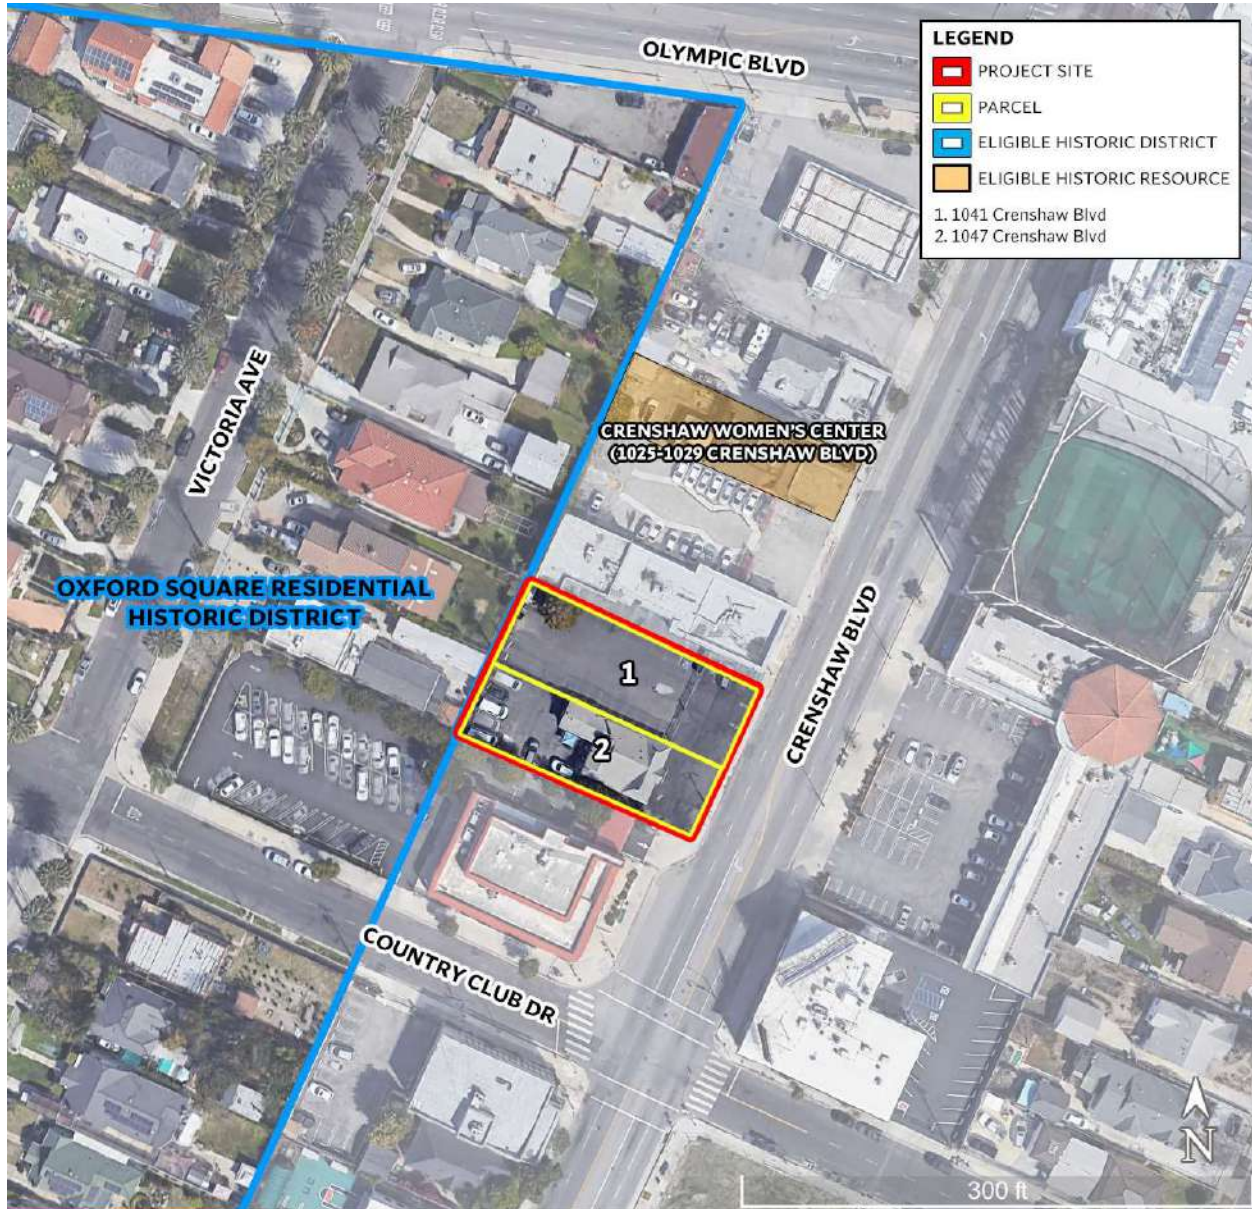 OLYMPIC BLVD
LEGEND
PROJECT SITE
PARCEL
ELIGIBLE HISTORIC DISTRICT
ELIGIBLE HISTORIC RESOURCE
1. 1041 Crenshaw Blvd
2. 1047 Crenshaw Blvd
VICTORIA AVE
CRENSHAW WOMEN'S CENTER
(1025-1029 CRENSHAW BLVD)
OXFORD SQUARE RESIDENTIAL
HISTORIC DISTRICT
CRENSHAW BLVD
1
2
COUNTRY CLUB DR
N
300 ft